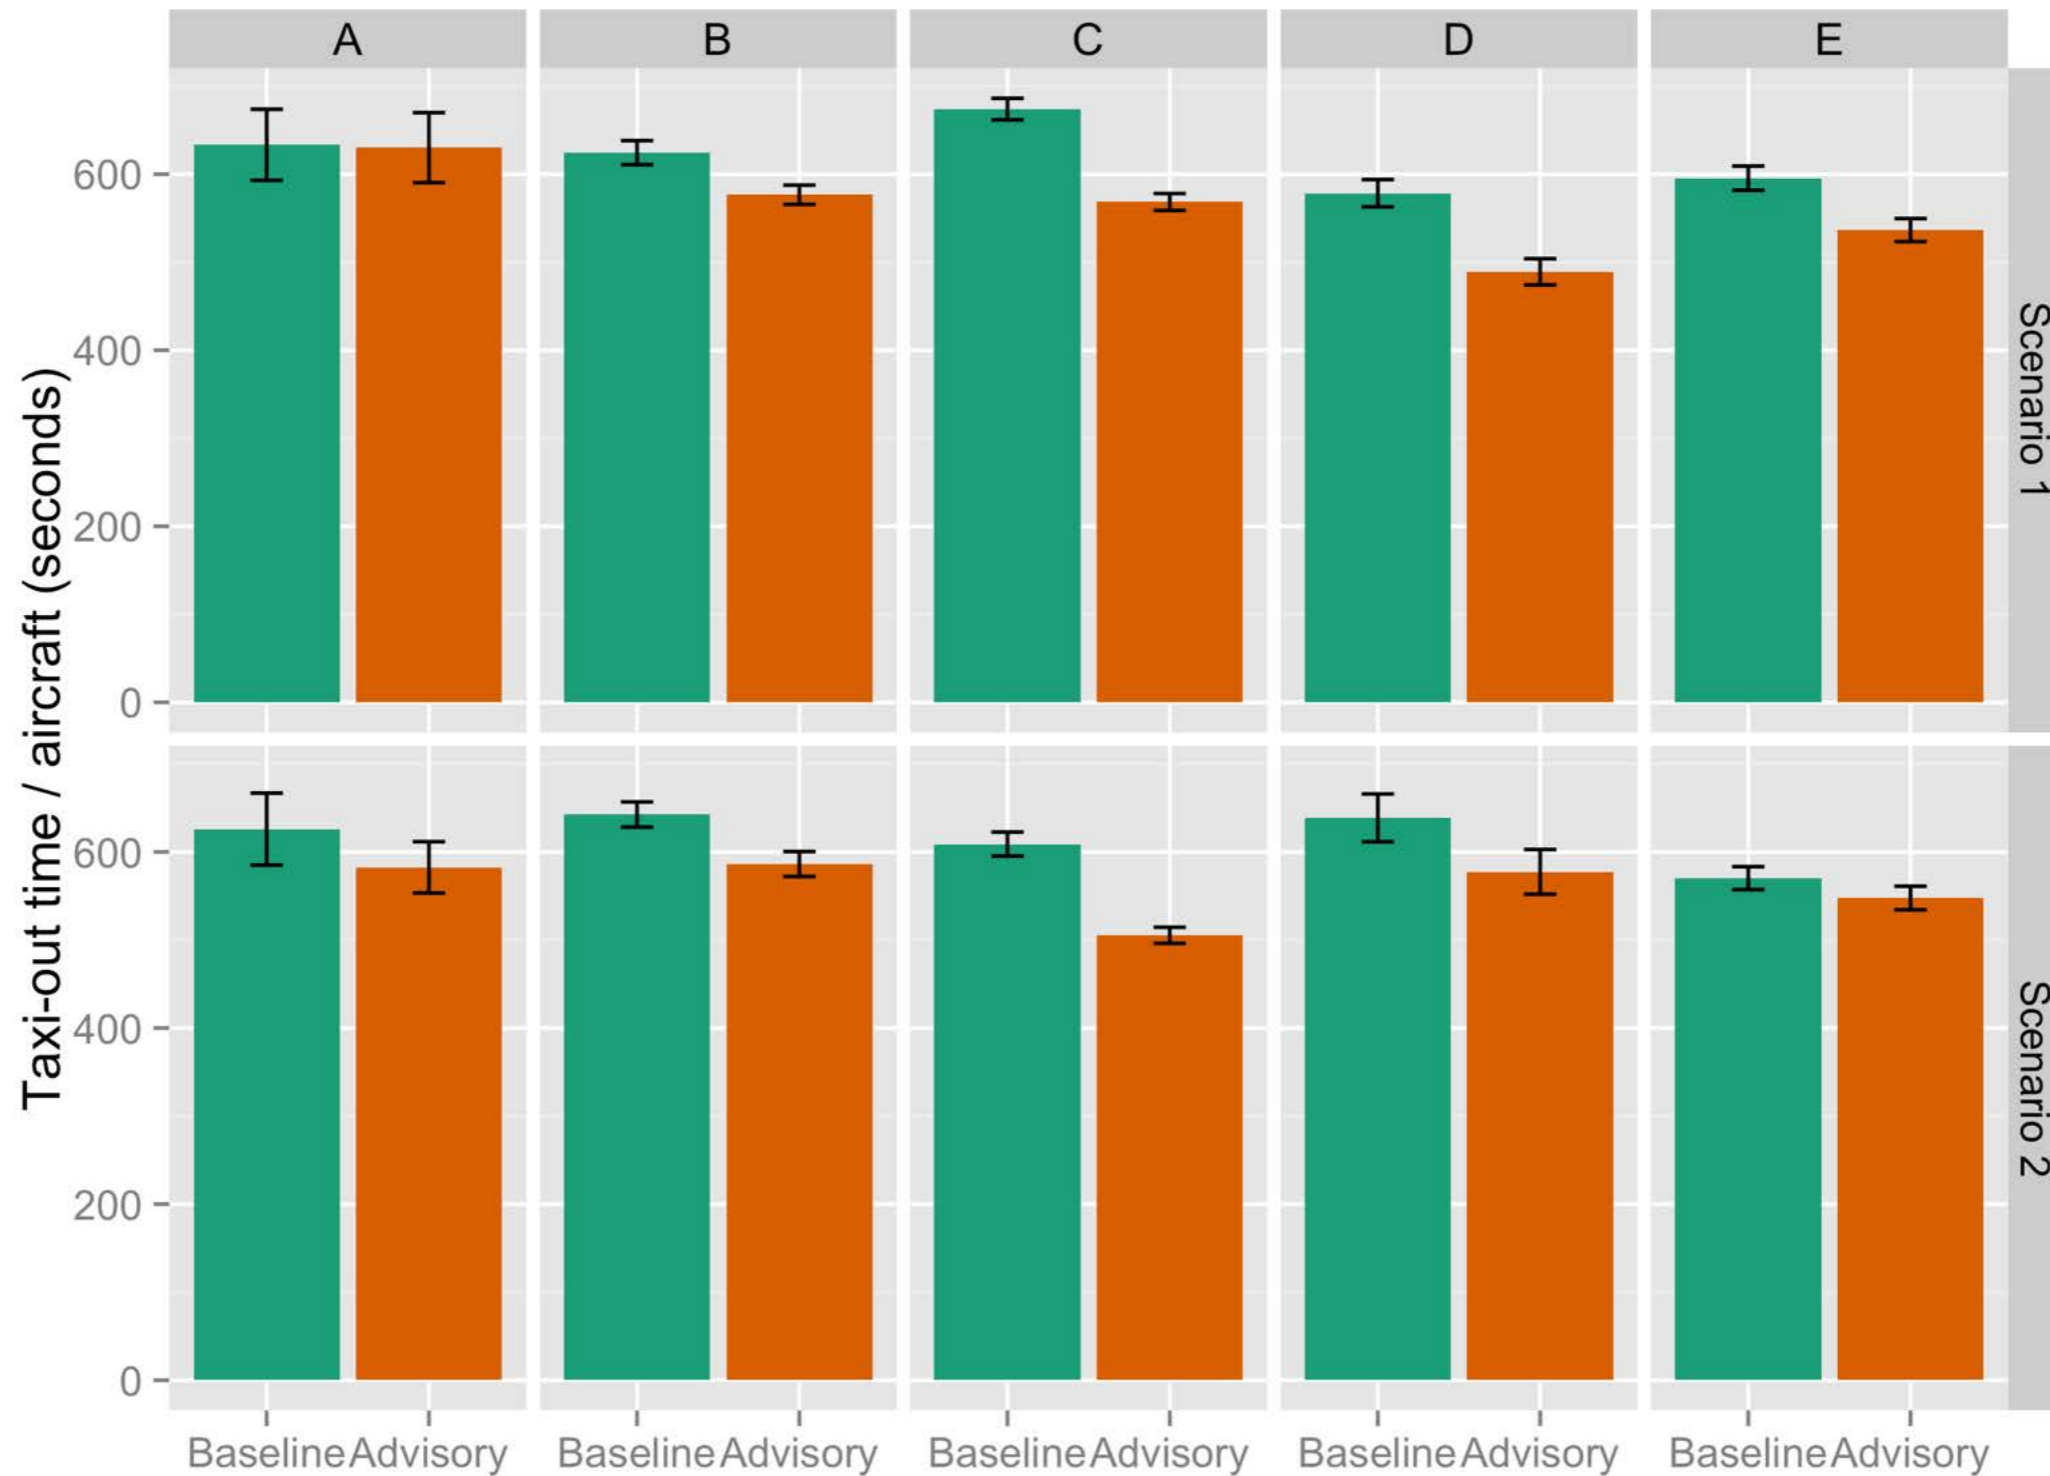 A B C D E
Taxi-out time / aircraft (seconds)
600
400
200
0
Scenario 1
600
400
200
0
Scenario 2
Baseline Advisory Baseline Advisory Baseline Advisory Baseline Advisory Baseline Advisory